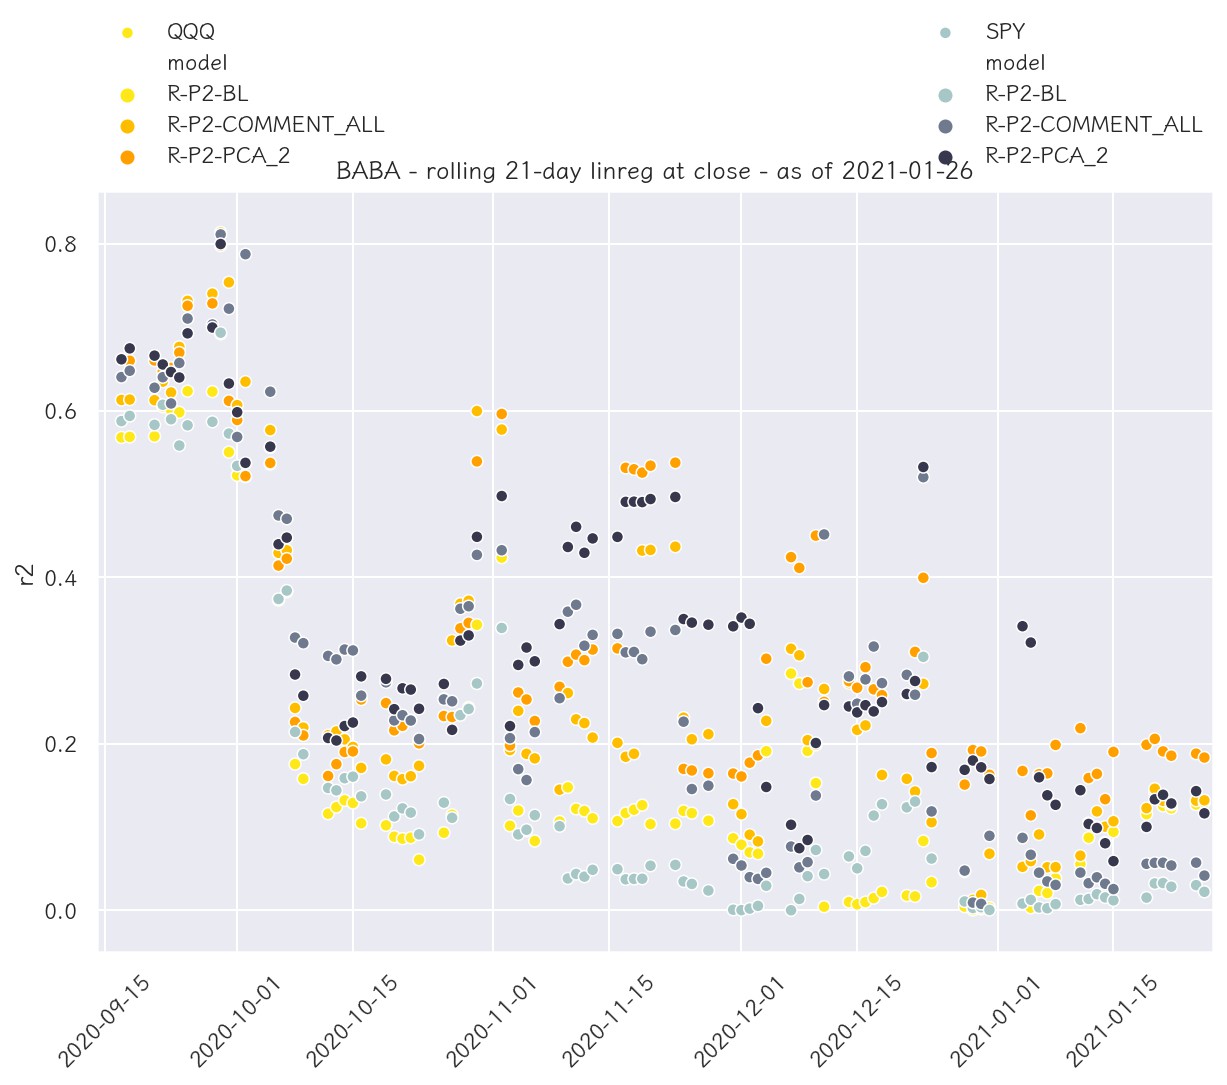 QQQ
model
R-P2-BL
R-P2-COMMENT_ALL
R-P2-PCA_2
SPY
model
R-P2-BL
R-P2-COMMENT_ALL
R-P2-PCA_2
BABA - rolling 21-day linreg at close - as of 2021-01-26
r2
0.8
0.6
0.4
0.2
0.0
2020-09-15
2020-10-01
2020-10-15
2020-11-01
2020-11-15
2020-12-01
2020-12-15
2021-01-01
2021-01-15